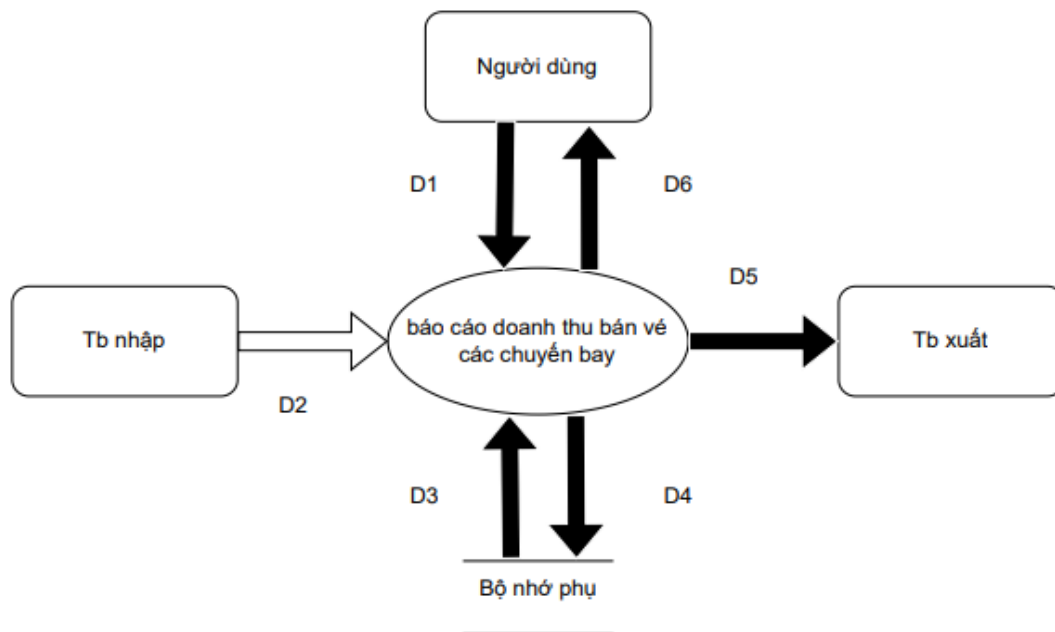 Người dùng
D1
D6
D5
Tb nhập
báo cáo doanh thu bán vé
các chuyến bay
Tb xuất
D2
D3
D4
Bộ nhớ phụ